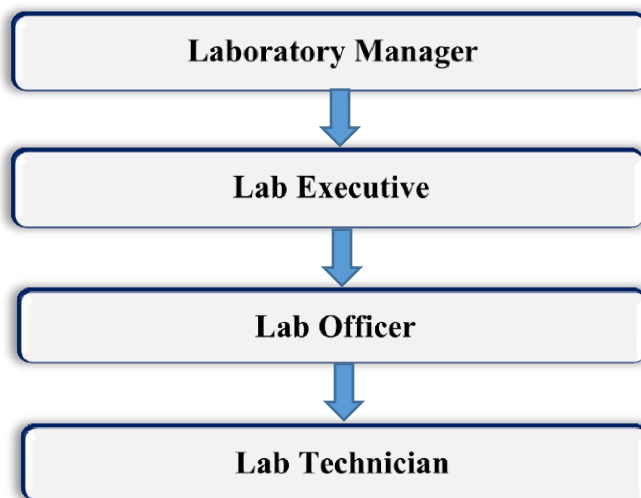 Laboratory Manager
Lab Executive
Lab Officer
Lab Technician